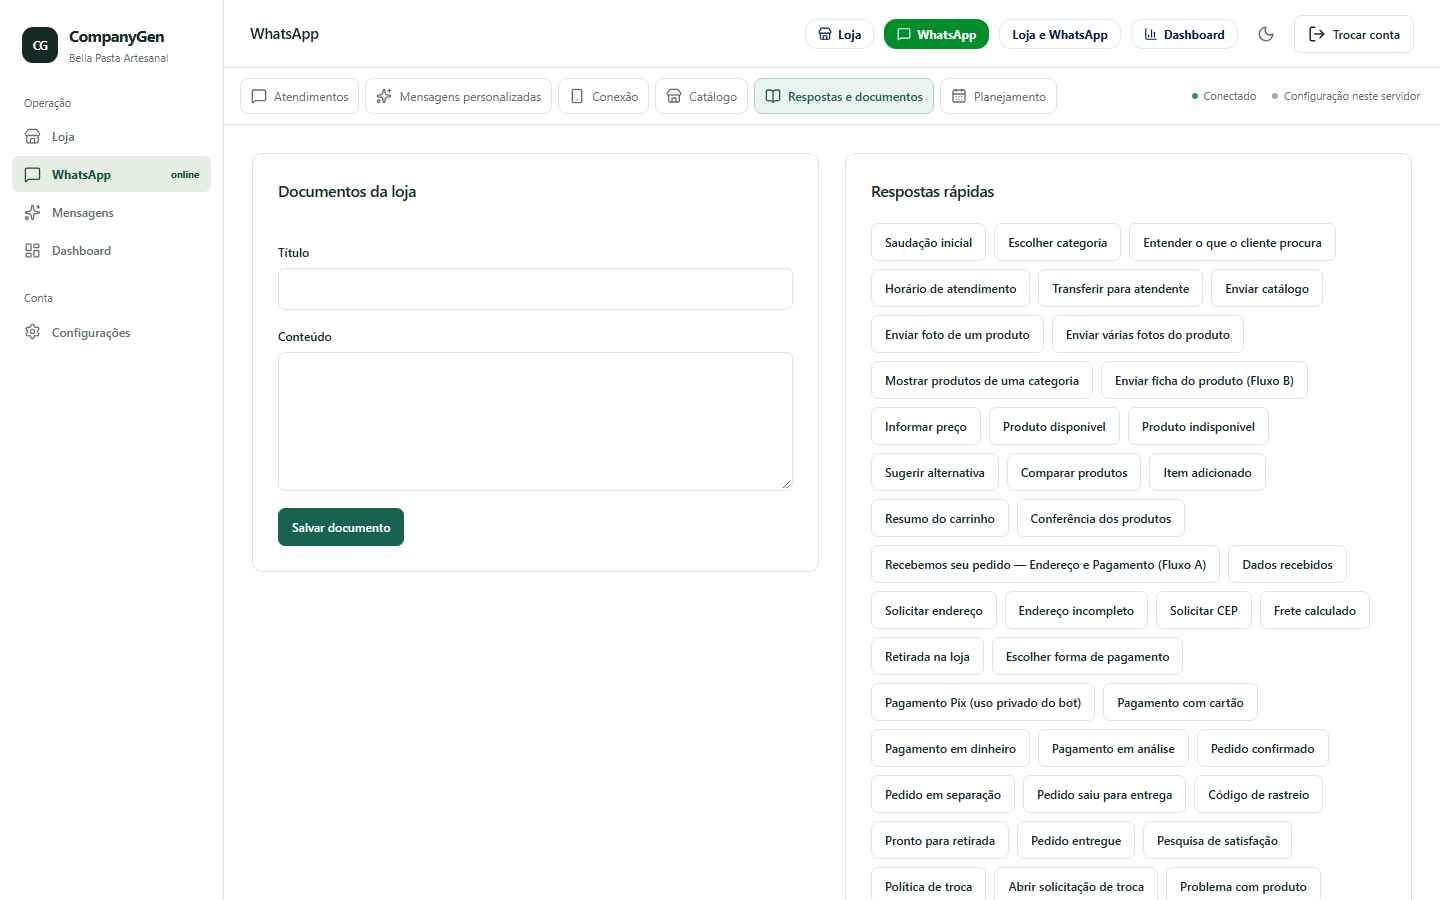 CG
CompanyGen
Bella Pasta Artesanal
Operação
Loja
WhatsApp online
Mensagens
Dashboard
Conta
Configurações
WhatsApp
Loja
WhatsApp
Loja e WhatsApp
Dashboard
Trocar conta
Atendimentos
Mensagens personalizadas
Conexão
Catálogo
Respostas e documentos
Planejamento
Conectado
Configuração neste servidor
Documentos da loja
Título
Conteúdo
Salvar documento
Respostas rápidas
Saudação inicial
Escolher categoria
Entender o que o cliente procura
Horário de atendimento
Transferir para atendente
Enviar catálogo
Enviar foto de um produto
Enviar várias fotos do produto
Mostrar produtos de uma categoria
Enviar ficha do produto (Fluxo B)
Informar preço
Produto disponível
Produto indisponível
Sugerir alternativa
Comparar produtos
Item adicionado
Resumo do carrinho
Conferência dos produtos
Recebemos seu pedido — Endereço e Pagamento (Fluxo A)
Dados recebidos
Solicitar endereço
Endereço incompleto
Solicitar CEP
Frete calculado
Retirada na loja
Escolher forma de pagamento
Pagamento Pix (uso privado do bot)
Pagamento com cartão
Pagamento em dinheiro
Pagamento em análise
Pedido confirmado
Pedido em separação
Pedido saiu para entrega
Código de rastreio
Pronto para retirada
Pedido entregue
Pesquisa de satisfação
Política de troca
Abrir solicitação de troca
Problema com produto